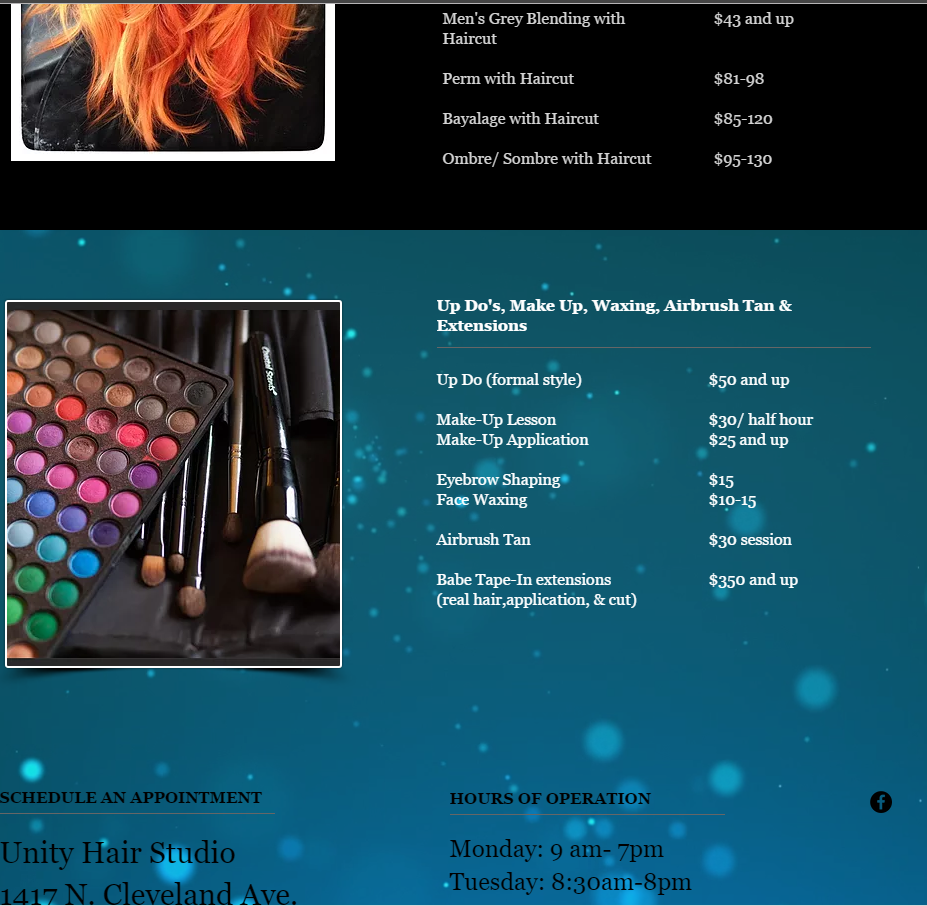 Men's Grey Blending with $43 and up
Haircut
Perm with Haircut $81-98
Bayalage with Haircut $85-120
Ombre/ Sombre with Haircut $95-130
Up Do's, Make Up, Waxing, Airbrush Tan &
Extensions
Up Do (formal style) $50 and up
Make-Up Lesson $30/ half hour
Make-Up Application $25 and up
Eyebrow Shaping $15
Face Waxing $10-15
Airbrush Tan $30 session
Babe Tape-In extensions $350 and up
(real hair,application, & cut)
SCHEDULE AN APPOINTMENT
Unity Hair Studio
1417 N. Cleveland Ave.
HOURS OF OPERATION
Monday: 9 am- 7pm
Tuesday: 8:30am-8pm